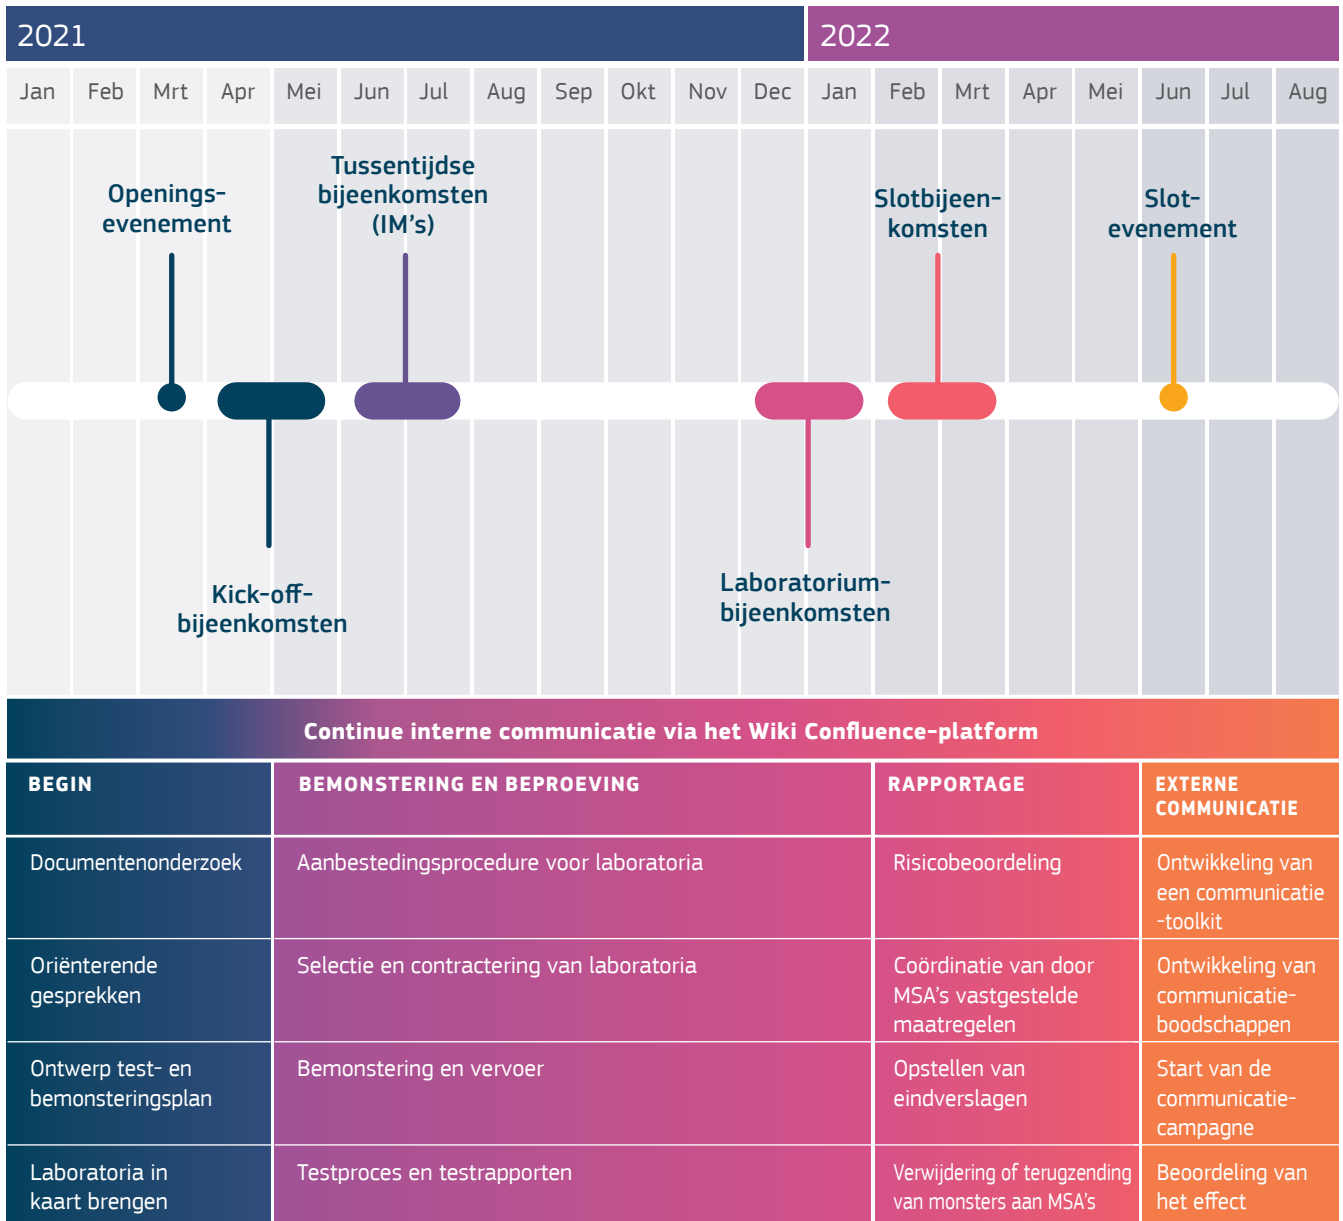 2021
2022
Jan Feb Mrt Apr Mei Jun Jul Aug Sep Okt Nov Dec Jan Feb Mrt Apr Mei Jun Jul Aug
Openings-
evenement
Tussentijdse
bijeenkomsten
(IM's)
Slotbijeen-
komsten
Slot-
evenement
Kick-off-
bijeenkomsten
Laboratorium-
bijeenkomsten
Continue interne communicatie via het Wiki Confluence-platform
BEGIN
BEMONSTERING EN BEPROEVING
RAPPORTAGE
EXTERNE
COMMUNICATIE
Documentenonderzoek
Aanbestedingsprocedure voor laboratoria
Risicobeoordeling
Ontwikkeling van
een communicatie
-toolkit
Oriënterende
gesprekken
Selectie en contractering van laboratoria
Coördinatie van door
MSA's vastgestelde
maatregelen
Ontwikkeling van
communicatie-
boodschappen
Ontwerp test- en
bemonsteringsplan
Bemonstering en vervoer
Opstellen van
eindverslagen
Start van de
communicatie-
campagne
Laboratoria in
kaart brengen
Testproces en testrapporten
Verwijdering of terugzending
van monsters aan MSA's
Beoordeling van
het effect